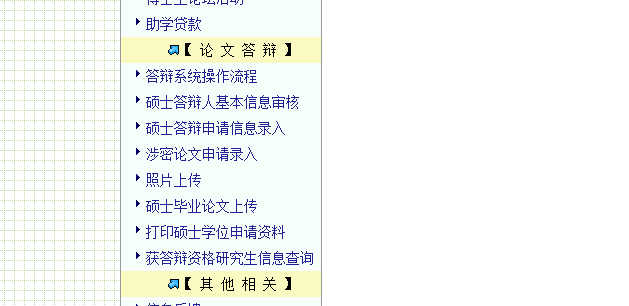 助学贷款
【 论 文 答 辩 】
答辩系统操作流程
硕士答辩人基本信息审核
硕士答辩申请信息录入
涉密论文申请录入
照片上传
硕士毕业论文上传
打印硕士学位申请资料
获答辩资格研究生信息查询
【 其 他 相 关 】